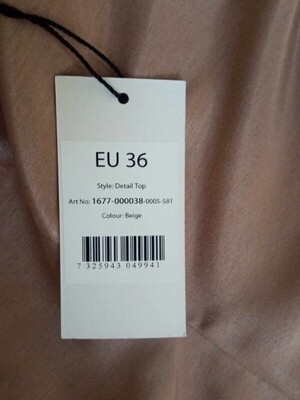 EU 36
Style: Detail Top
Art No: 1677-000038-0005-581
Colour: Beige
7 325943 049941